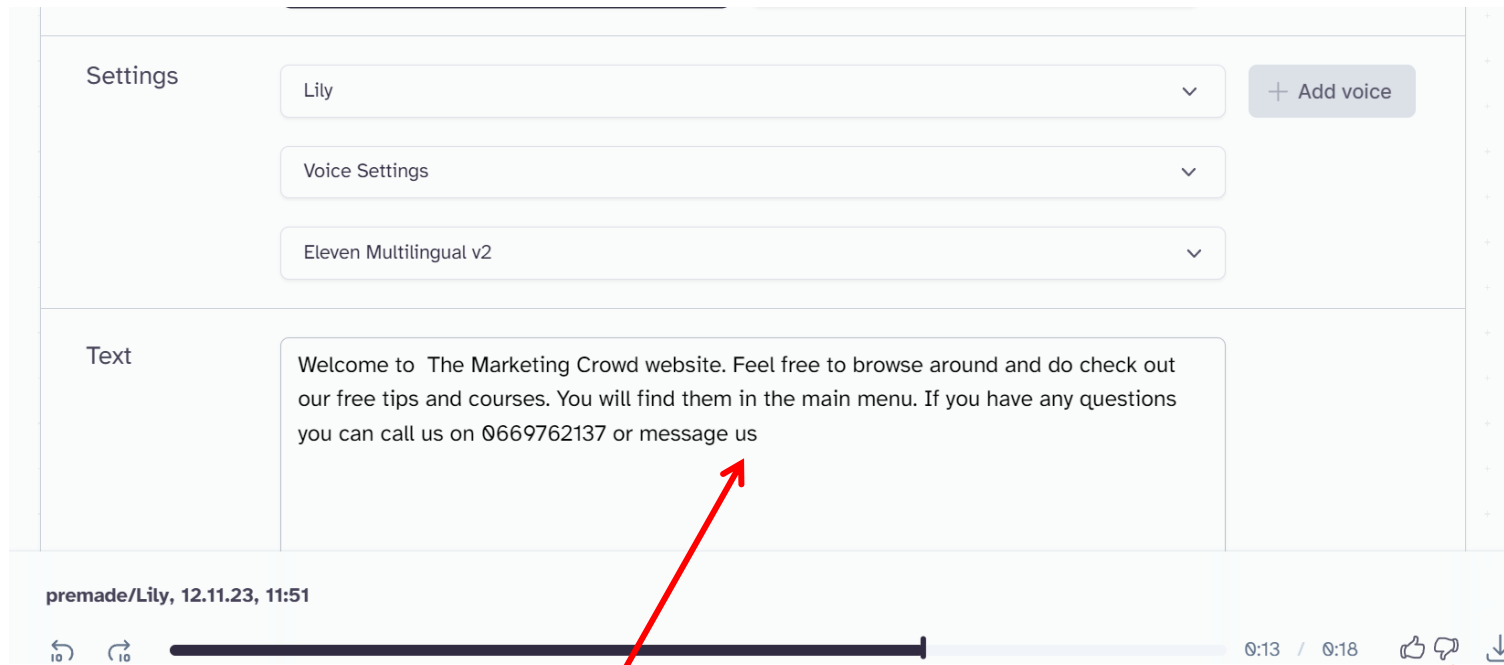 Settings
Lily
+ Add voice
Voice Settings
Eleven Multilingual v2
Text
Welcome to  The Marketing Crowd website. Feel free to browse around and do check out
our free tips and courses. You will find them in the main menu. If you have any questions
you can call us on 0669762137 or message us
premade/Lily, 12.11.23, 11:51
10 10 0:13 / 0:18